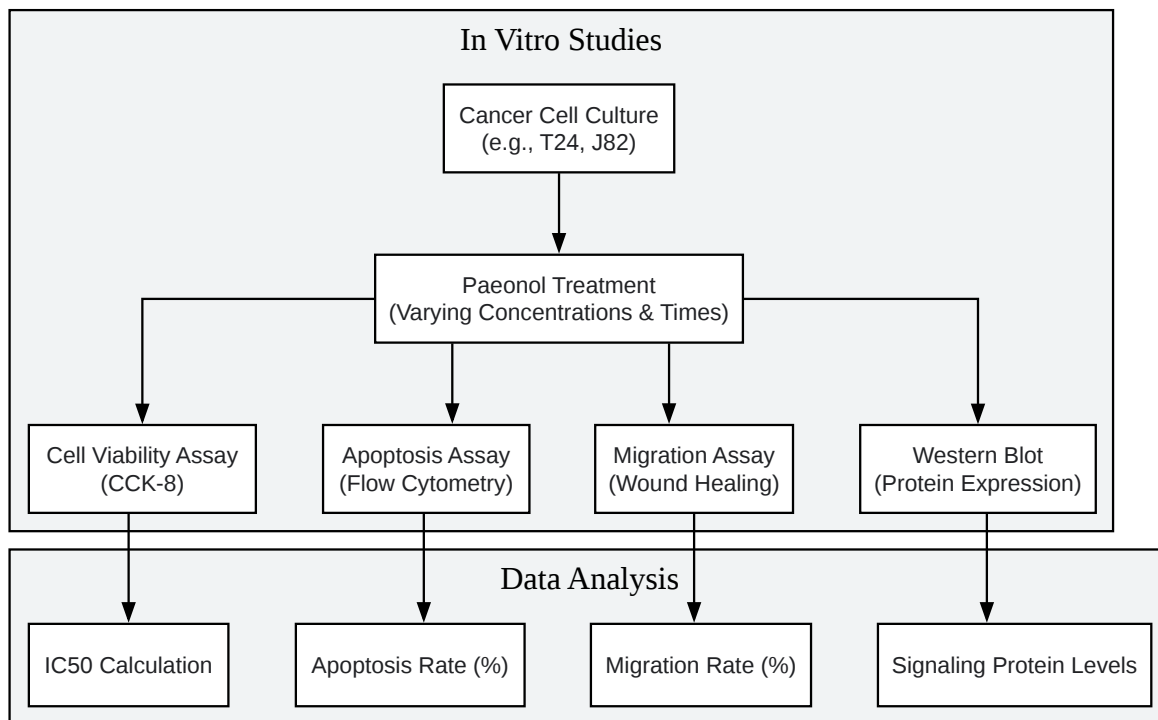 In Vitro Studies
Cancer Cell Culture
(e.g., T24, J82)
Paeonol Treatment
(Varying Concentrations & Times)
Cell Viability Assay
(CCK-8)
Apoptosis Assay
(Flow Cytometry)
Migration Assay
(Wound Healing)
Western Blot
(Protein Expression)
Data Analysis
IC50 Calculation
Apoptosis Rate (%)
Migration Rate (%)
Signaling Protein Levels